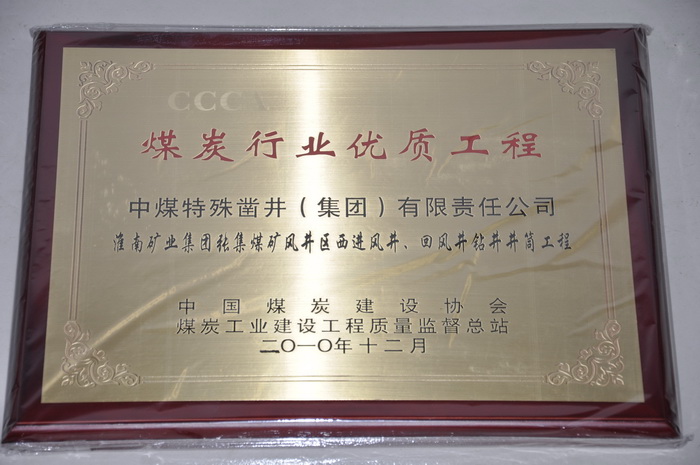 CCCA
煤炭行业优质工程
中煤特殊凿井（集团）有限责任公司
淮南矿业集团张集煤矿风井区西进风井、回风井钻井井筒工程
中国煤炭建设协会
煤炭工业建设工程质量监督总站
二〇一〇年十二月